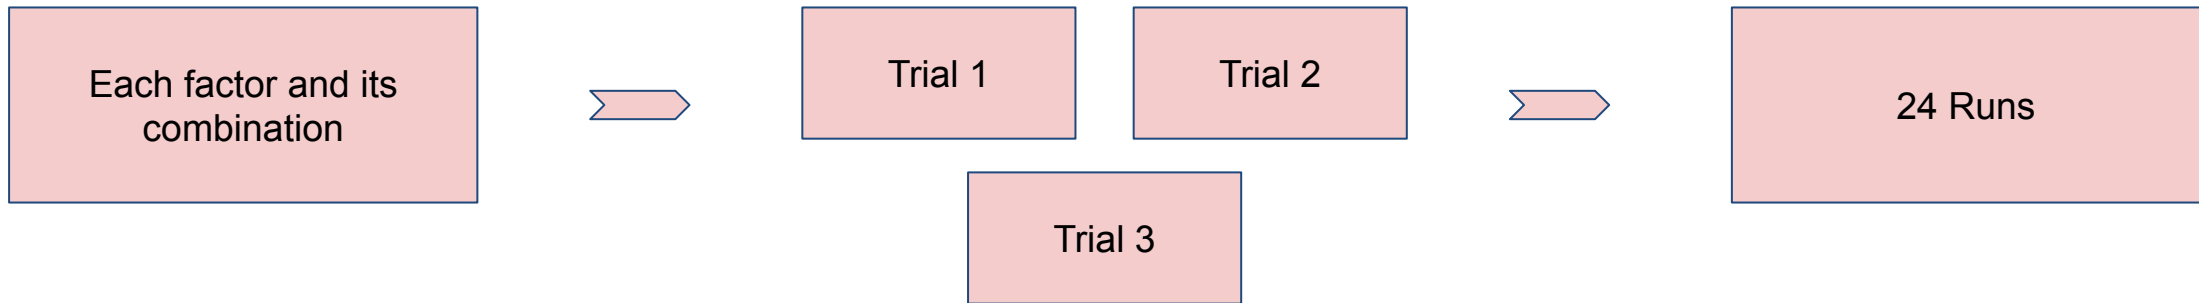 Each factor and its
combination
Trial 1
Trial 2
Trial 3
24 Runs